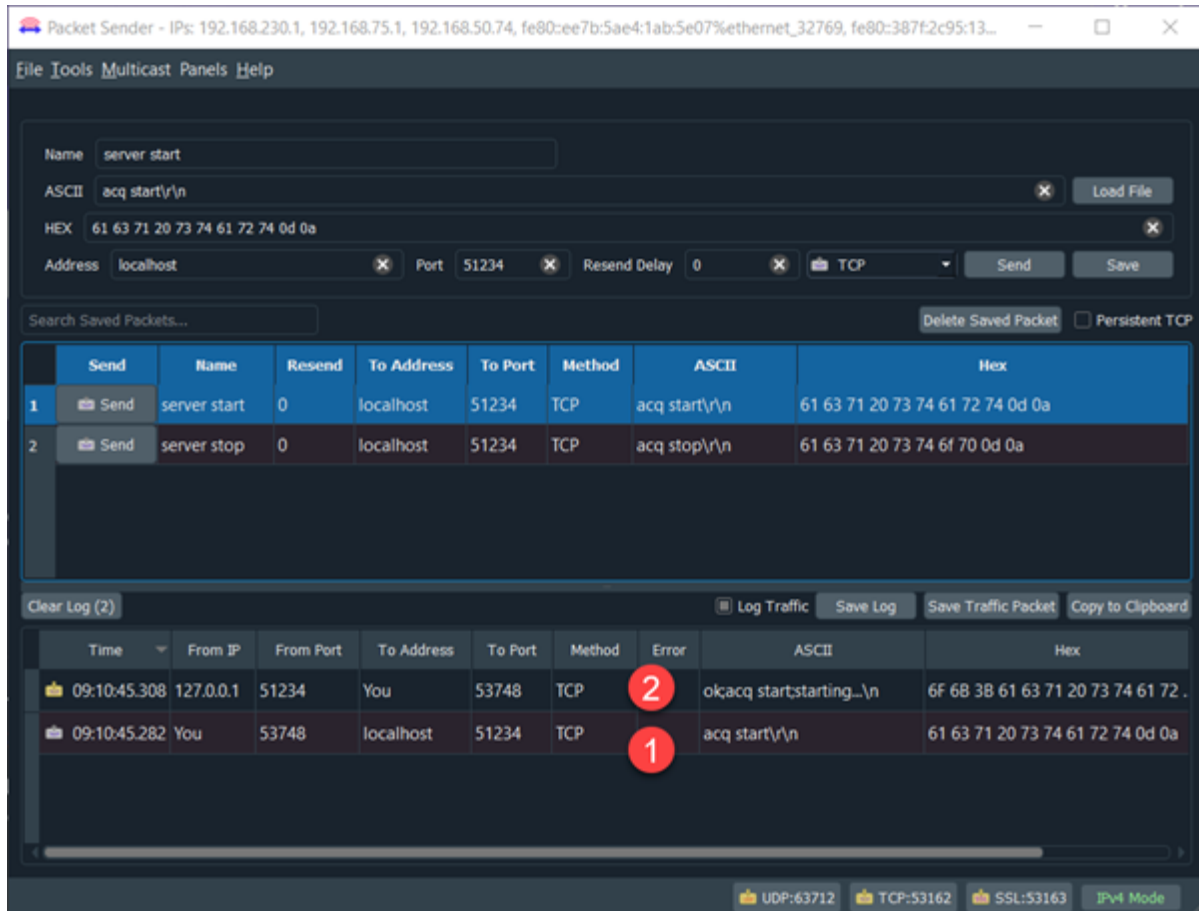 Packet Sender - IPs: 192.168.230.1, 192.168.75.1, 192.168.50.74, fe80::ee7b:5ae4:1ab:5e07%ethernet_32769, fe80::387f:2c95:13...
File Tools Multicast Panels Help
Name server start
ASCII acq start\r\n Load File
HEX 61 63 71 20 73 74 61 72 74 0d 0a
Address localhost Port 51234 Resend Delay 0 TCP Send Save
Search Saved Packets... Delete Saved Packet Persistent TCP
Send Name Resend To Address To Port Method ASCII Hex
1 Send server start 0 localhost 51234 TCP acq start\r\n 61 63 71 20 73 74 61 72 74 0d 0a
2 Send server stop 0 localhost 51234 TCP acq stop\r\n 61 63 71 20 73 74 6f 70 0d 0a
Clear Log (2) Log Traffic Save Log Save Traffic Packet Copy to Clipboard
Time From IP From Port To Address To Port Method Error ASCII Hex
09:10:45.308 127.0.0.1 51234 You 53748 TCP 2 ok;acq start;starting...\n 6F 6B 3B 61 63 71 20 73 74 61 72 .
09:10:45.282 You 53748 localhost 51234 TCP 1 acq start\r\n 61 63 71 20 73 74 61 72 74 0d 0a
UDP:63712 TCP:53162 SSL:53163 IPv4 Mode